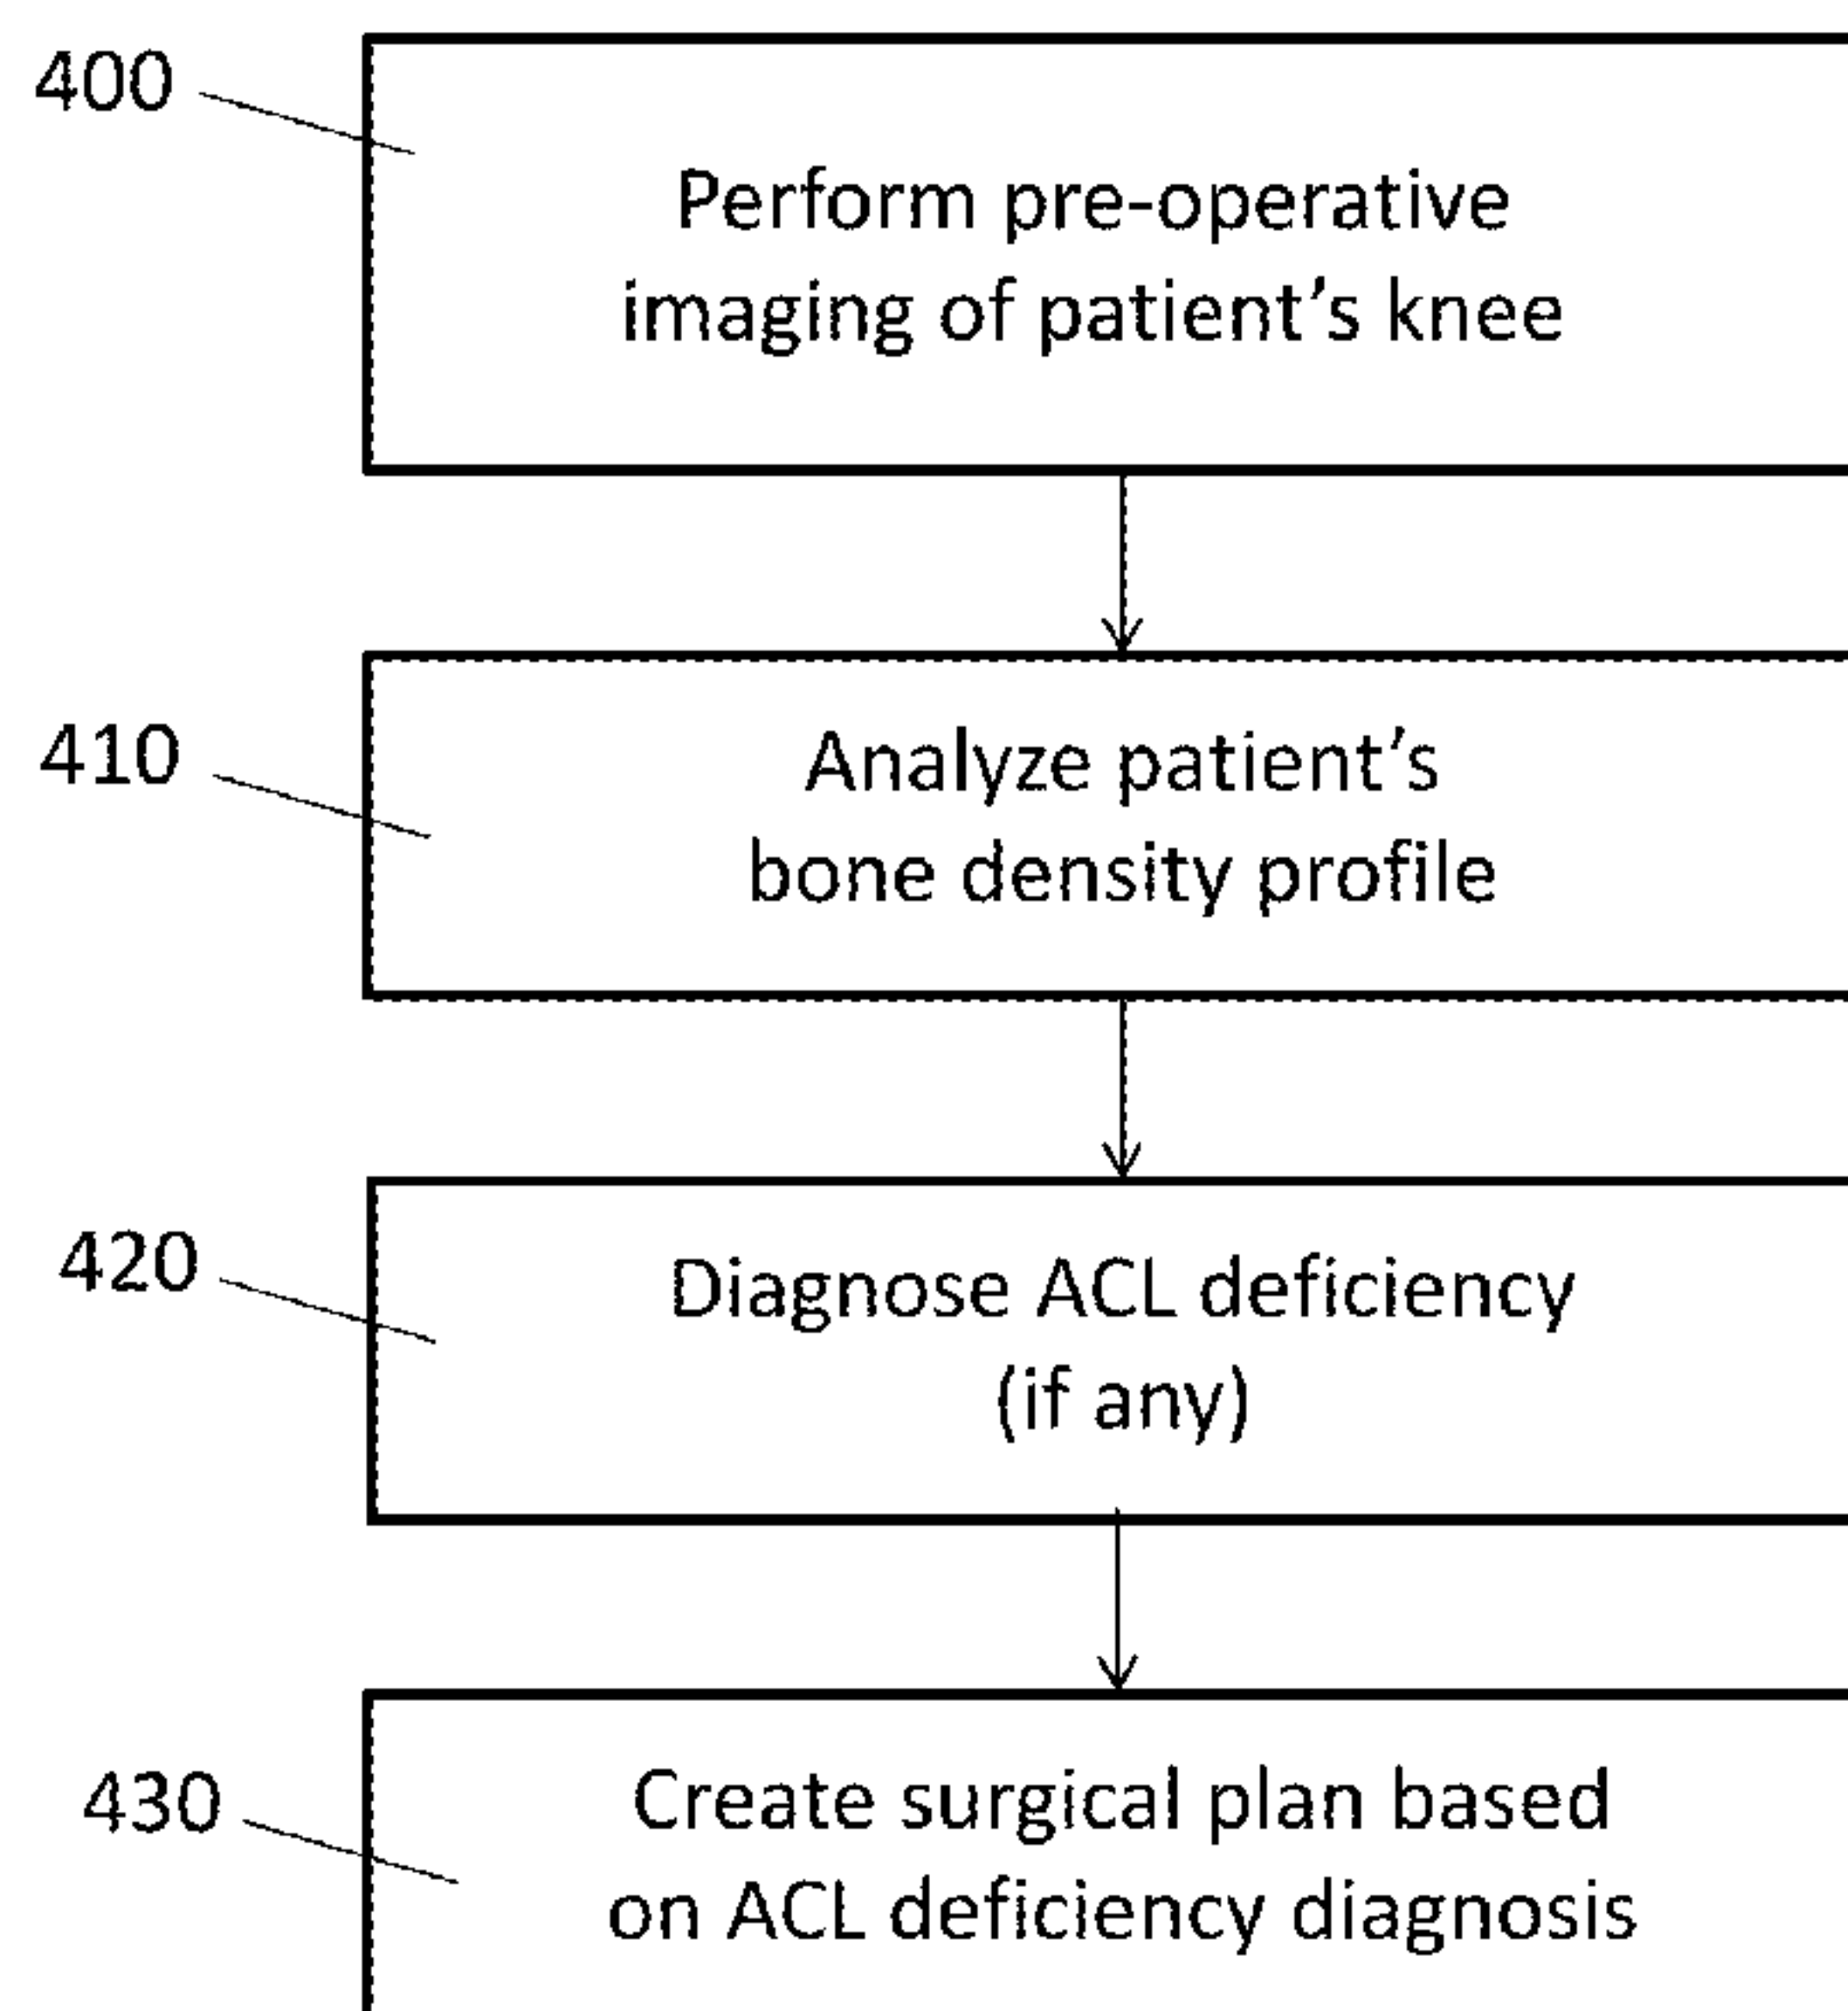 400
Perform pre-operative
imaging of patient's knee
410
Analyze patient's
bone density profile
420
Diagnose ACL deficiency
(if any)
430
Create surgical plan based
on ACL deficiency diagnosis